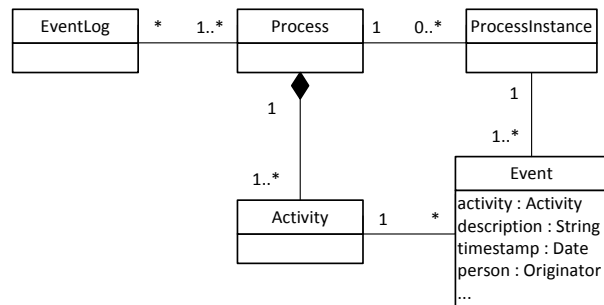 EventLog
*
1..*
Process
1
0..*
ProcessInstance
1
1
1..*
1..*
Event
Activity
1
*
activity : Activity
description : String
timestamp : Date
person : Originator
...